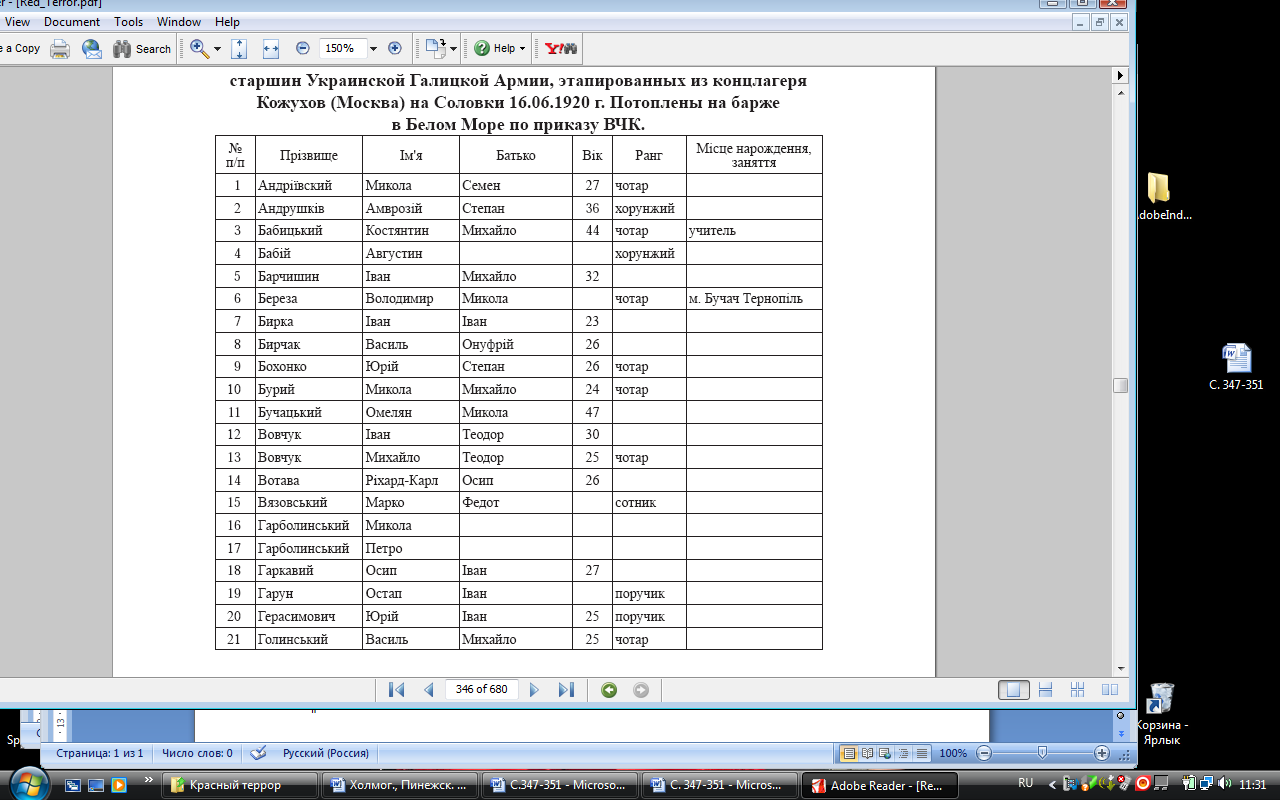 er - [Red_Terror.pdf]
View Document Tools Window Help
e a Copy Search 150% Help Y!
старшин Украинской Галицкой Армии, этапированных из концлагеря
Кожухов (Москва) на Соловки 16.06.1920 г. Потоплены на барже
в Белом Море по приказу ВЧК.
№ п/п Прізвище Ім'я Батько Вік Ранг Місце народження, заняття
1 Андріївский Микола Семен 27 чотар
2 Андрушків Амврозій Степан 36 хорунжий
3 Бабицький Костянтин Михайло 44 чотар учитель
4 Бабій Августин хорунжий
5 Барчишин Іван Михайло 32
6 Береза Володимир Микола чотар м. Бучач Тернопіль
7 Бирка Іван Іван 23
8 Бирчак Василь Онуфрій 26
9 Бохонко Юрій Степан 26 чотар
10 Бурий Микола Михайло 24 чотар
11 Бучацький Омелян Микола 47
12 Вовчук Іван Теодор 30
13 Вовчук Михайло Теодор 25 чотар
14 Вотава Ріхард-Карл Осип 26
15 Вязовський Марко Федот сотник
16 Гарболинський Микола
17 Гарболинський Петро
18 Гаркавий Осип Іван 27
19 Гарун Остап Іван поручик
20 Герасимович Юрій Іван 25 поручик
21 Голинський Василь Михайло 25 чотар
346 of 680
dobeInd...
С. 347-351
Корзина -
Ярлык
Sp
13
Страница: 1 из 1 Число слов: 0 Русский (Россия) 100%
Красный террор Холмог, Пинежск. ... С.347-351 - Microso... С. 347-351 - Micros... Adobe Reader - [Re... RU 11:31